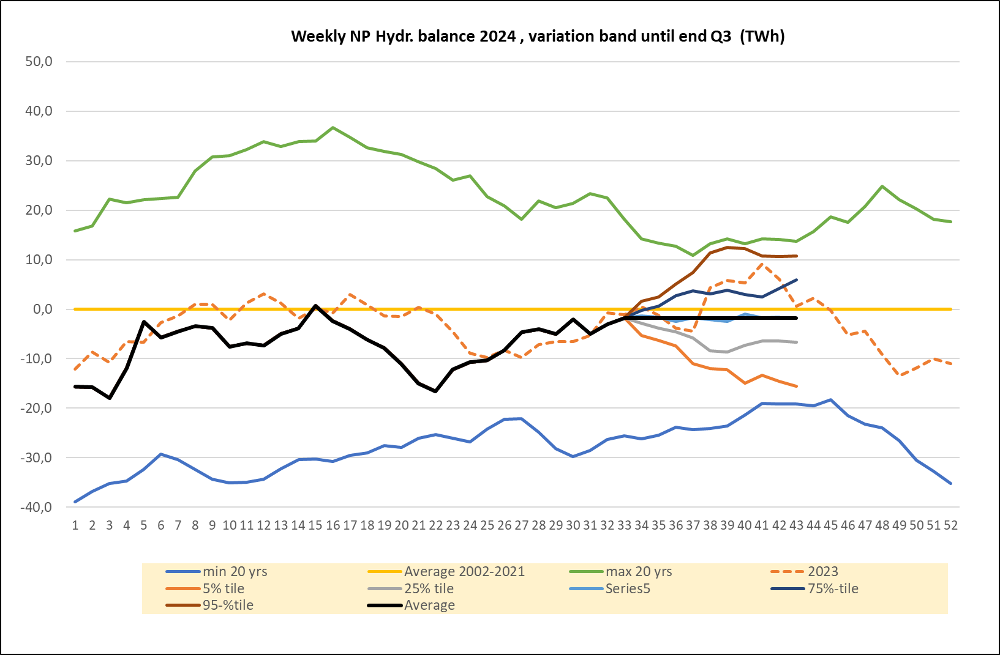 Weekly NP Hydr. balance 2024 , variation band until end Q3  (TWh)
50,0
40,0
30,0
20,0
10,0
0,0
-10,0
-20,0
-30,0
-40,0
1 2 3 4 5 6 7 8 9 10 11 12 13 14 15 16 17 18 19 20 21 22 23 24 25 26 27 28 29 30 31 32 33 34 35 36 37 38 39 40 41 42 43 44 45 46 47 48 49 50 51 52
min 20 yrs Average 2002-2021 max 20 yrs 2023
5% tile 25% tile Series5 75%-tile
95-%tile Average